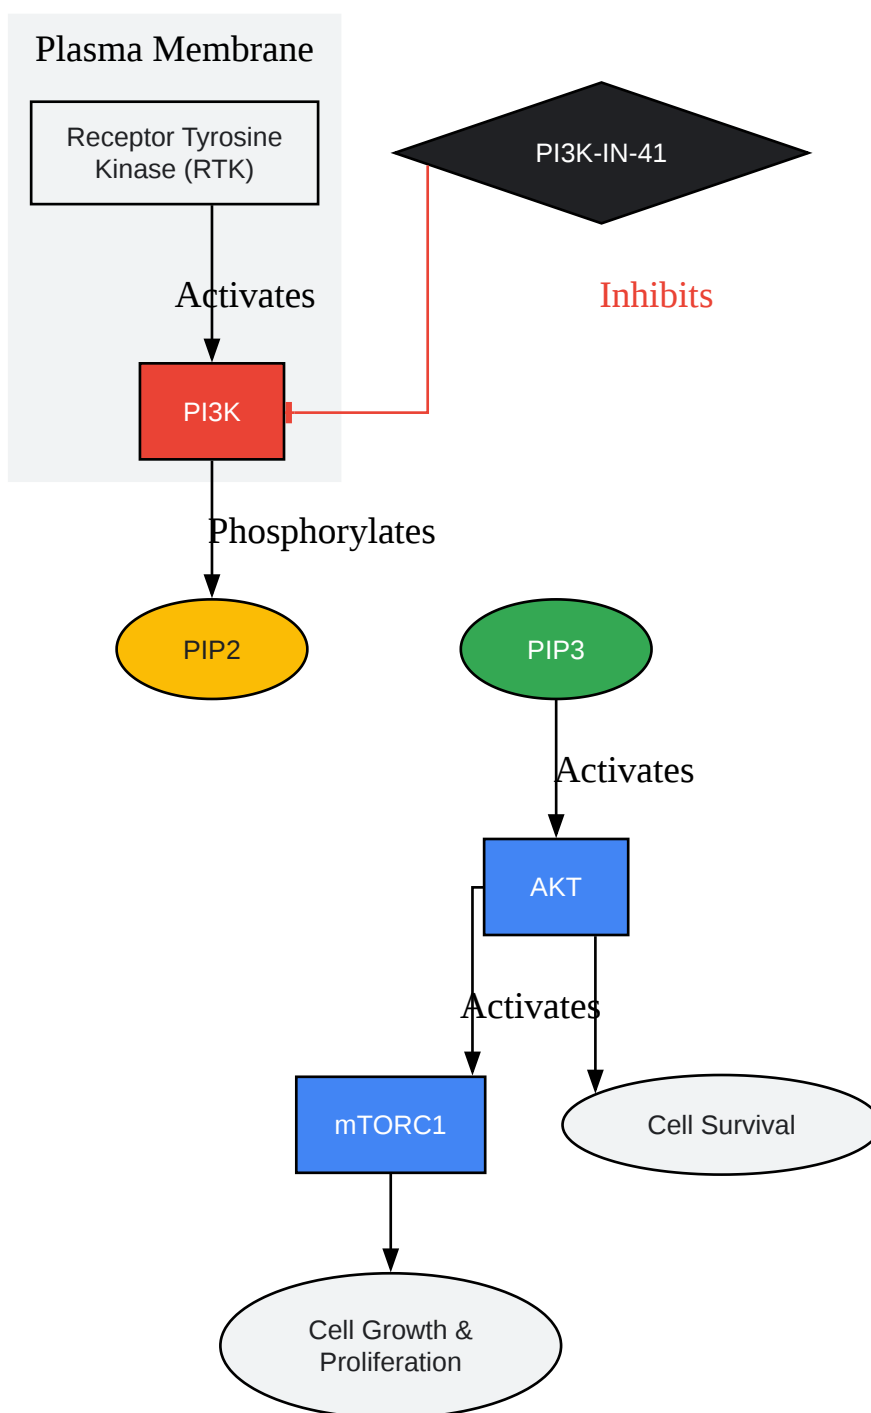 Plasma Membrane
Receptor Tyrosine
Kinase (RTK)
PI3K-IN-41
Activates
Inhibits
PI3K
Phosphorylates
PIP2
PIP3
Activates
AKT
Activates
mTORC1
Cell Survival
Cell Growth &
Proliferation